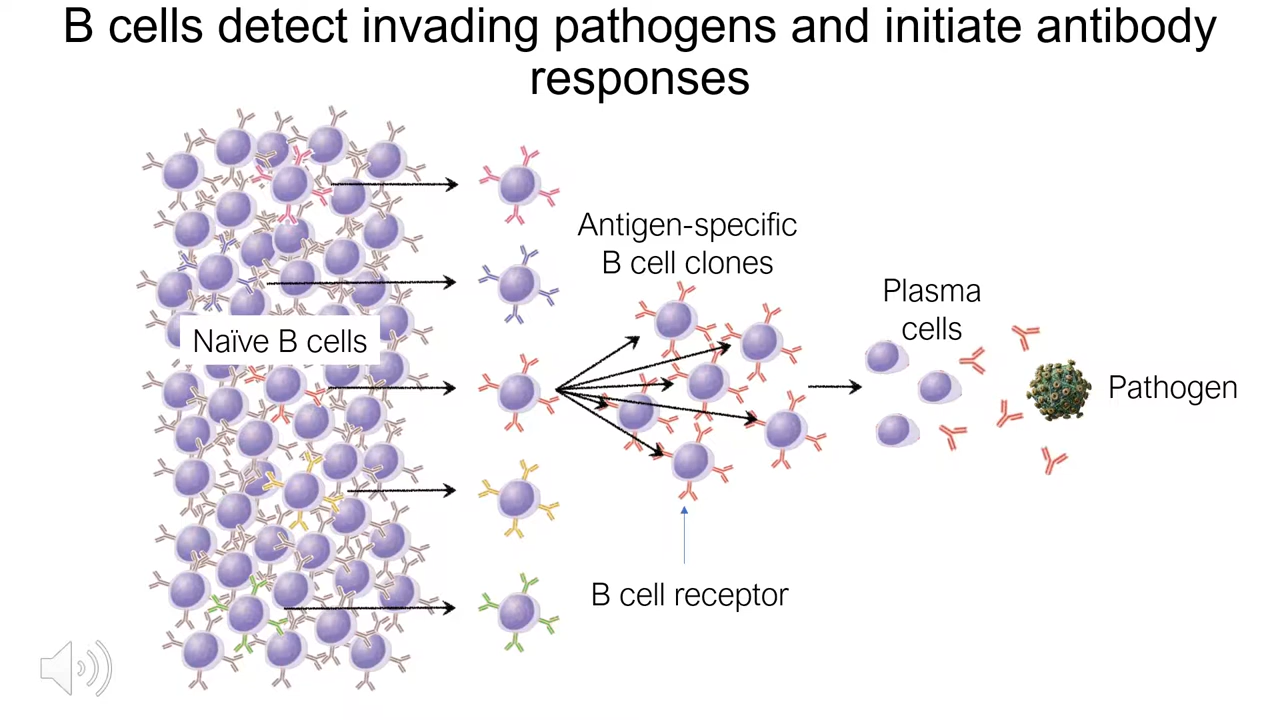 B cells detect invading pathogens and initiate antibody
responses
Antigen-specific
B cell clones
Plasma
cells
Naïve B cells
Pathogen
B cell receptor